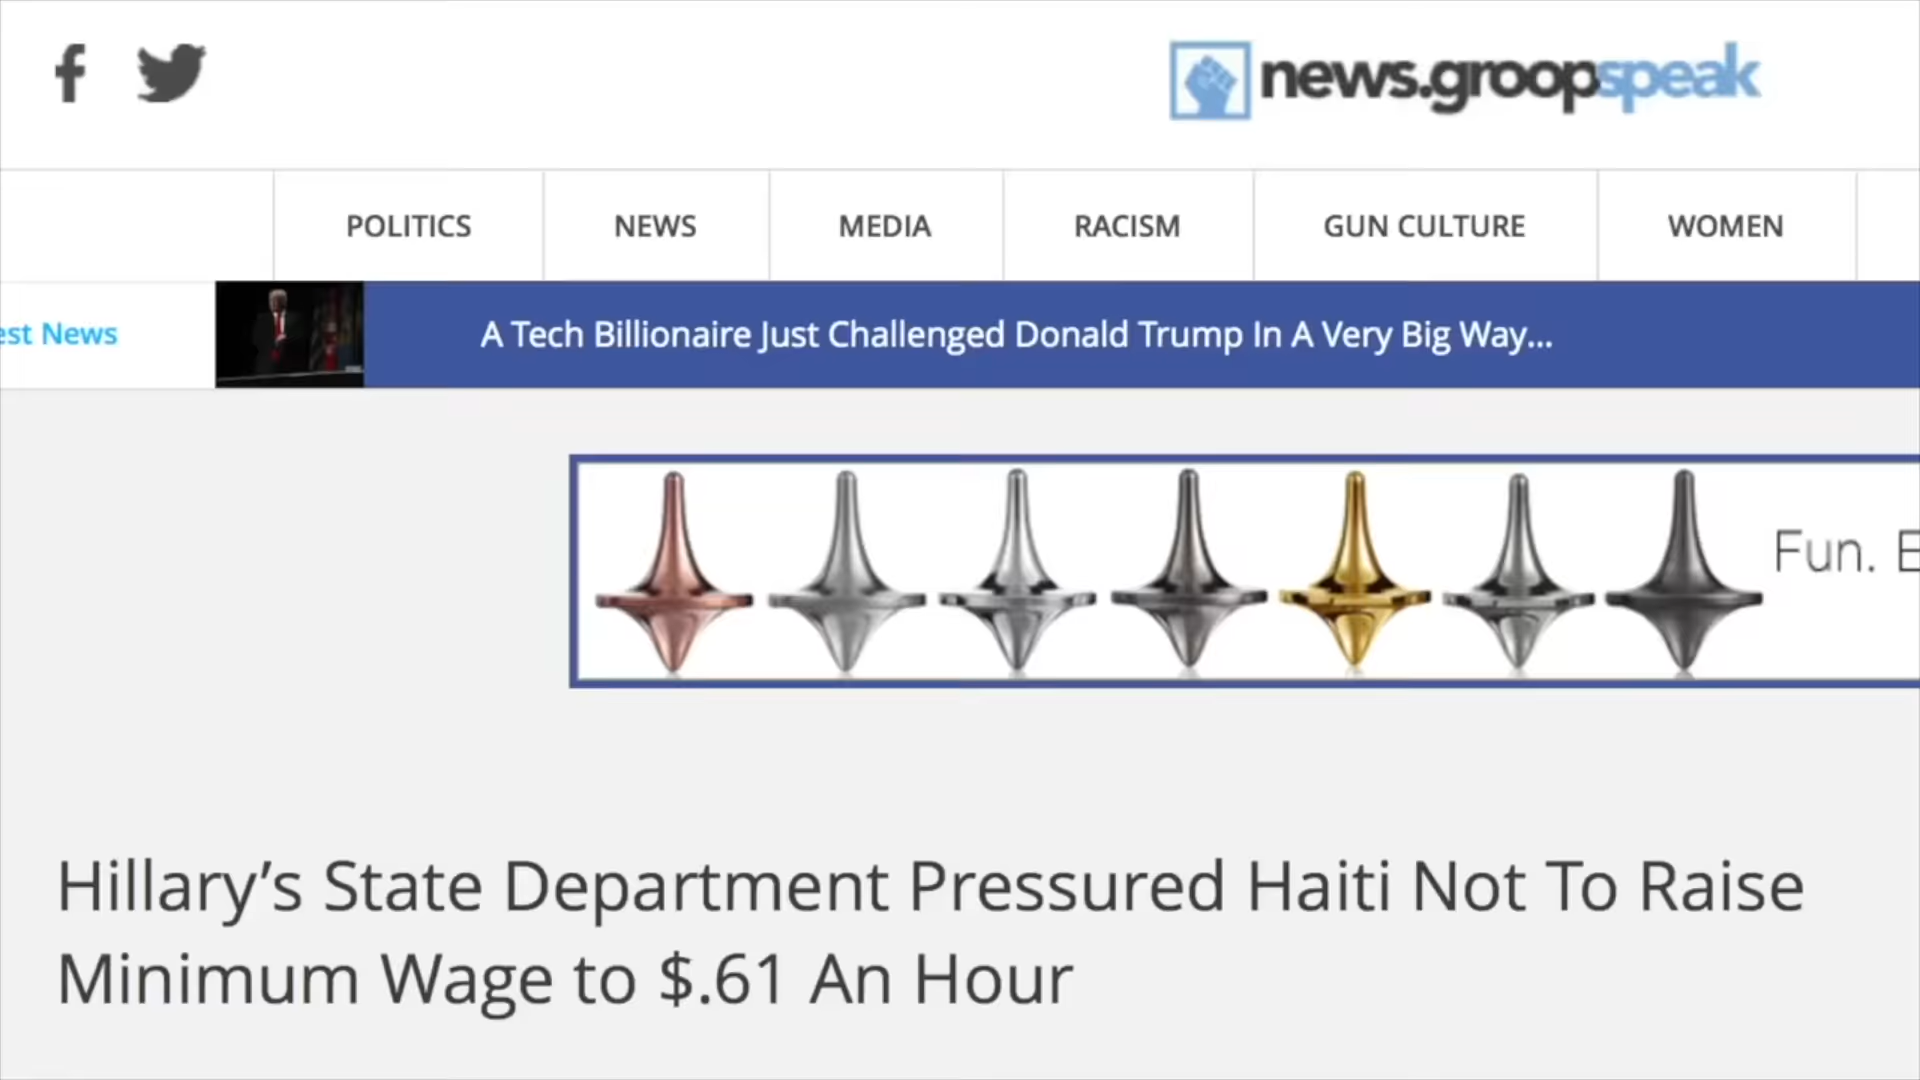 news.groopspeak
POLITICS NEWS MEDIA RACISM GUN CULTURE WOMEN
est News A Tech Billionaire Just Challenged Donald Trump In A Very Big Way...
Fun. E
Hillary’s State Department Pressured Haiti Not To Raise
Minimum Wage to $.61 An Hour